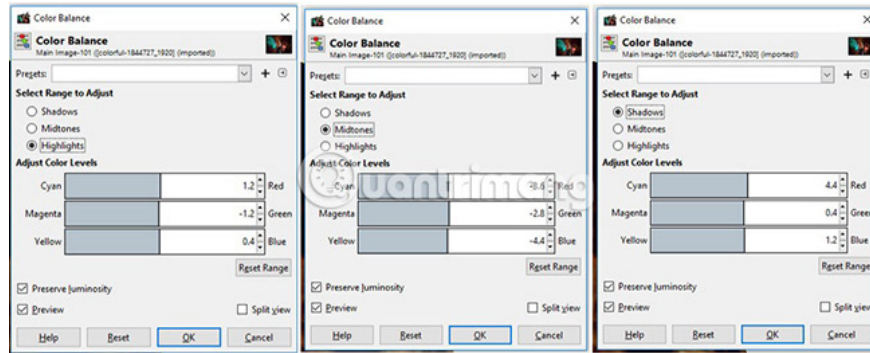 Color Balance
Color Balance
Main Image-101 ([colorful-1844727_1920] (imported))
Presets:
Select Range to Adjust
Shadows
Midtones
Highlights
Adjust Color Levels
Cyan 1.2 Red
Magenta -1.2 Green
Yellow 0.4 Blue
Reset Range
Preserve luminosity
Preview Split view
Help Reset OK Cancel
Color Balance
Color Balance
Main Image-101 ([colorful-1844727_1920] (imported))
Presets:
Select Range to Adjust
Shadows
Midtones
Highlights
Adjust Color Levels
Cyan Red
Magenta -2.8 Green
Yellow -4.4 Blue
Reset Range
Preserve luminosity
Preview Split view
Help Reset OK Cancel
Color Balance
Color Balance
Main Image-101 ([colorful-1844727_1920] (imported))
Presets:
Select Range to Adjust
Shadows
Midtones
Highlights
Adjust Color Levels
Cyan 4.4 Red
Magenta 0.4 Green
Yellow 1.2 Blue
Reset Range
Preserve luminosity
Preview Split view
Help Reset OK Cancel
Quantrimang